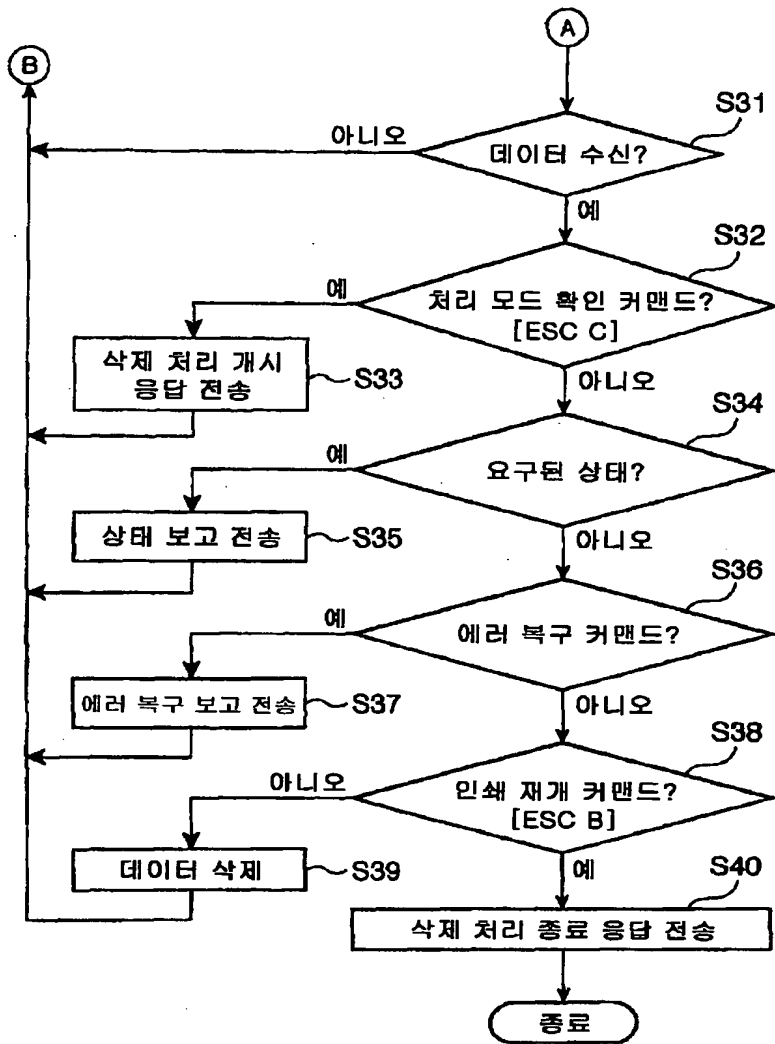 A
B
S31
아니오
데이터 수신?
예
S32
예
처리 모드 확인 커맨드?
[ESC C]
삭제 처리 개시
응답 전송
S33
아니오
S34
예
요구된 상태?
상태 보고 전송
S35
아니오
S36
예
에러 복구 커맨드?
에러 복구 보고 전송
S37
아니오
S38
아니오
인쇄 재개 커맨드?
[ESC B]
데이터 삭제
S39
예
S40
삭제 처리 종료 응답 전송
종료